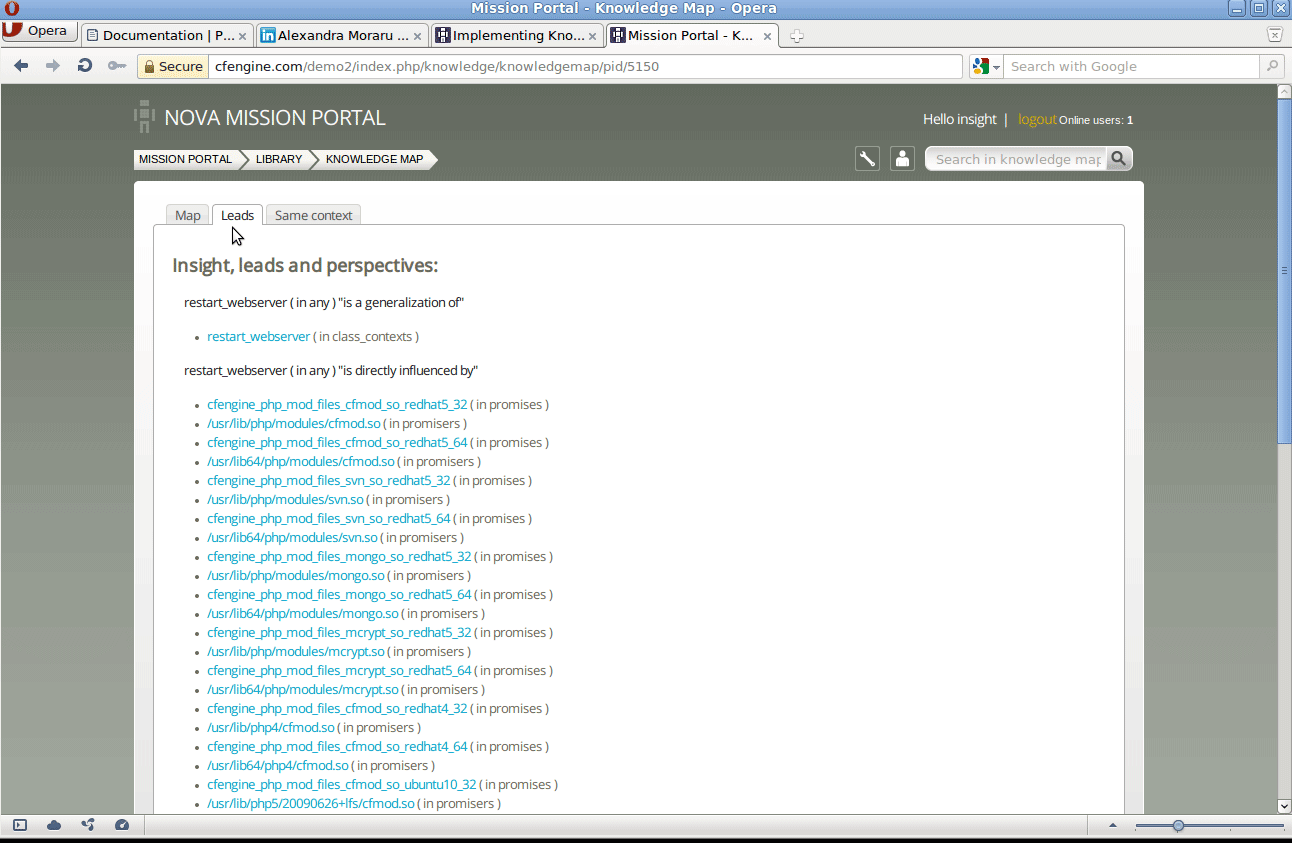 Mission Portal - Knowledge Map - Opera
Opera
Documentation | P...
Alexandra Moraru ...
Implementing Kno...
Mission Portal - K...
Secure
cfengine.com/demo2/index.php/knowledge/knowledgemap/pid/5150
Search with Google
NOVA MISSION PORTAL
Hello insight | logout Online users: 1
MISSION PORTAL
LIBRARY
KNOWLEDGE MAP
Search in knowledge map
Map
Leads
Same context
Insight, leads and perspectives:
restart_webserver ( in any ) "is a generalization of"
• restart_webserver ( in class_contexts )
restart_webserver ( in any ) "is directly influenced by"
• cfengine_php_mod_files_cfmod_so_redhat5_32 ( in promises )
• /usr/lib/php/modules/cfmod.so ( in promisers )
• cfengine_php_mod_files_cfmod_so_redhat5_64 ( in promises )
• /usr/lib64/php/modules/cfmod.so ( in promisers )
• cfengine_php_mod_files_svn_so_redhat5_32 ( in promises )
• /usr/lib/php/modules/svn.so ( in promisers )
• cfengine_php_mod_files_svn_so_redhat5_64 ( in promises )
• /usr/lib64/php/modules/svn.so ( in promisers )
• cfengine_php_mod_files_mongo_so_redhat5_32 ( in promises )
• /usr/lib/php/modules/mongo.so ( in promisers )
• cfengine_php_mod_files_mongo_so_redhat5_64 ( in promises )
• /usr/lib64/php/modules/mongo.so ( in promisers )
• cfengine_php_mod_files_mcrypt_so_redhat5_32 ( in promises )
• /usr/lib/php/modules/mcrypt.so ( in promisers )
• cfengine_php_mod_files_mcrypt_so_redhat5_64 ( in promises )
• /usr/lib64/php/modules/mcrypt.so ( in promisers )
• cfengine_php_mod_files_cfmod_so_redhat4_32 ( in promises )
• /usr/lib/php4/cfmod.so ( in promisers )
• cfengine_php_mod_files_cfmod_so_redhat4_64 ( in promises )
• /usr/lib64/php4/cfmod.so ( in promisers )
• cfengine_php_mod_files_cfmod_so_ubuntu10_32 ( in promises )
• /usr/lib/php5/20090626+lfs/cfmod.so ( in promisers )